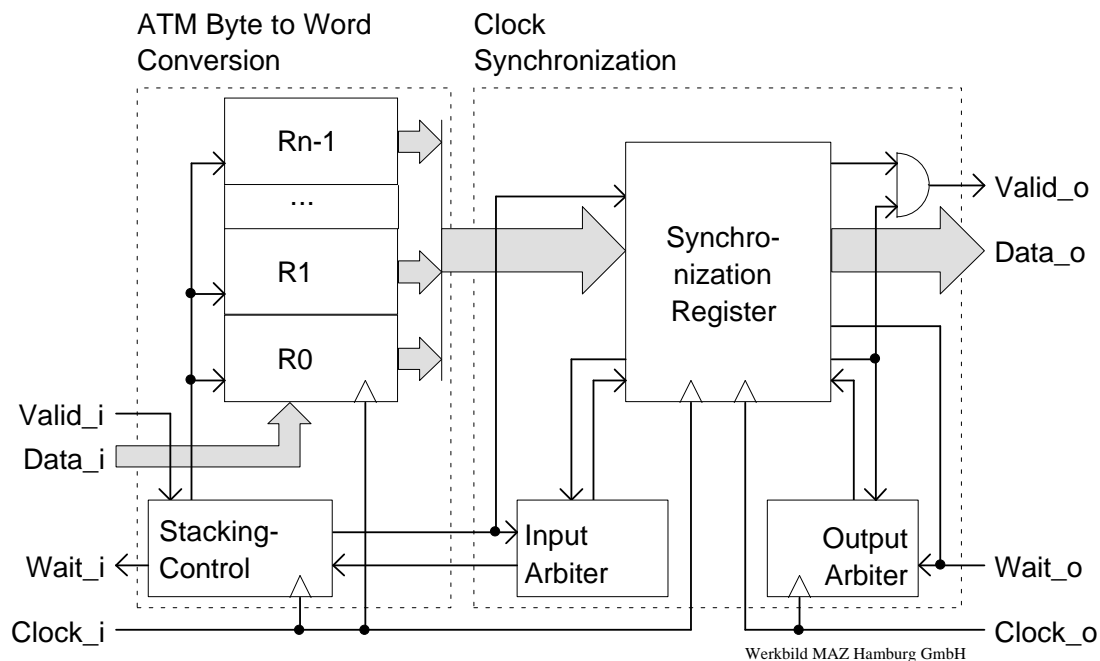 ATM Byte to Word
Conversion
Clock
Synchronization
Rn-1
...
R1
R0
Synchro-
nization
Register
Valid_o
Data_o
Valid_i
Data_i
Stacking-
Control
Input
Arbiter
Output
Arbiter
Wait_i
Wait_o
Clock_i
Clock_o
Werkbild MAZ Hamburg GmbH